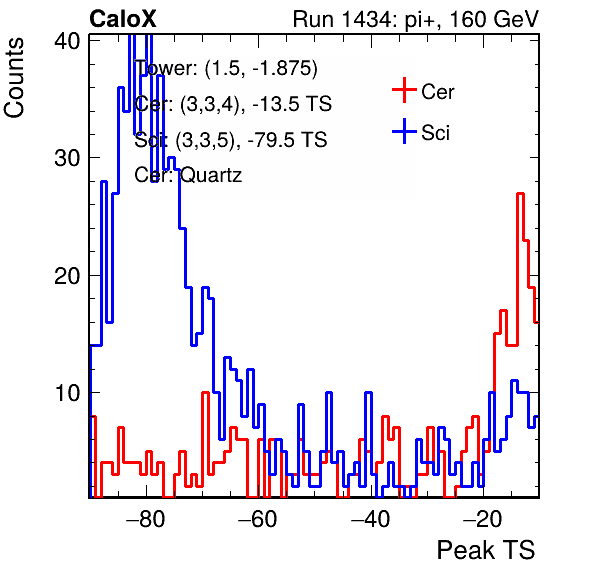 CaloX Run 1434: pi+, 160 GeV
Counts
40
30
20
10
Tower: (1.5, -1.875)
Cer: (3,3,4), -13.5 TS
Sci: (3,3,5), -79.5 TS
Cer: Quartz
Cer
Sci
−80 −60 −40 −20
Peak TS